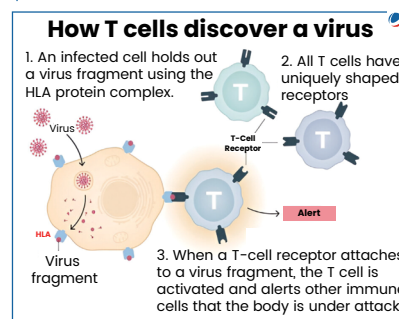 How T cells discover a virus
1. An infected cell holds out
a virus fragment using the
HLA protein complex.
2. All T cells have
uniquely shaped
receptors
T
Virus
T-Cell
Receptor
T
T
Alert
HLA
Virus
fragment
3. When a T-cell receptor attaches
to a virus fragment, the T cell is
activated and alerts other immune
cells that the body is under attack